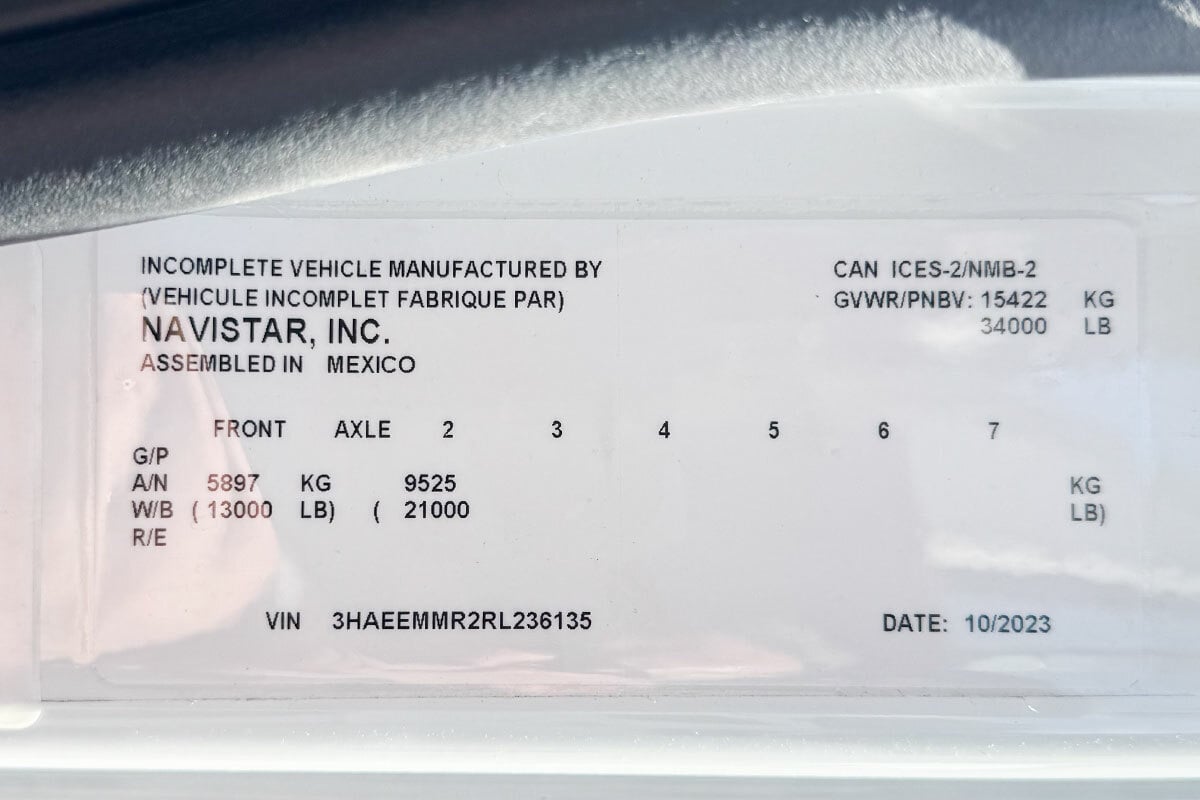 INCOMPLETE VEHICLE MANUFACTURED BY
(VEHICULE INCOMPLET FABRIQUE PAR)
NAVISTAR, INC.
ASSEMBLED IN MEXICO
CAN ICES-2/NMB-2
GVWR/PNBV: 15422 KG
34000 LB
FRONT AXLE 2 3 4 5 6 7
G/P
A/N 5897 KG 9525 KG
W/B ( 13000 LB) ( 21000 LB)
R/E
VIN 3HAEEMMR2RL236135 DATE: 10/2023